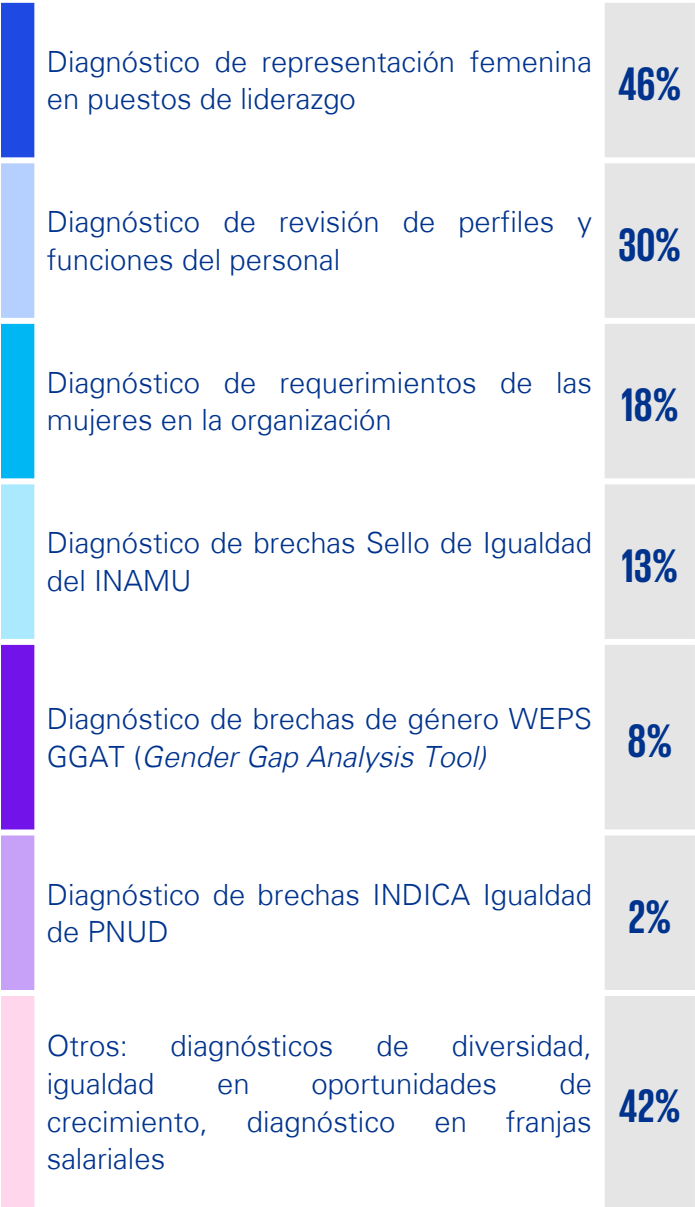 Diagnóstico de representación femenina
en puestos de liderazgo
46%
Diagnóstico de revisión de perfiles y
funciones del personal
30%
Diagnóstico de requerimientos de las
mujeres en la organización
18%
Diagnóstico de brechas Sello de Igualdad
del INAMU
13%
Diagnóstico de brechas de género WEPS
GGAT (Gender Gap Analysis Tool)
8%
Diagnóstico de brechas INDICA Igualdad
de PNUD
2%
Otros: diagnósticos de diversidad,
igualdad en oportunidades de
crecimiento, diagnóstico en franjas
salariales
42%